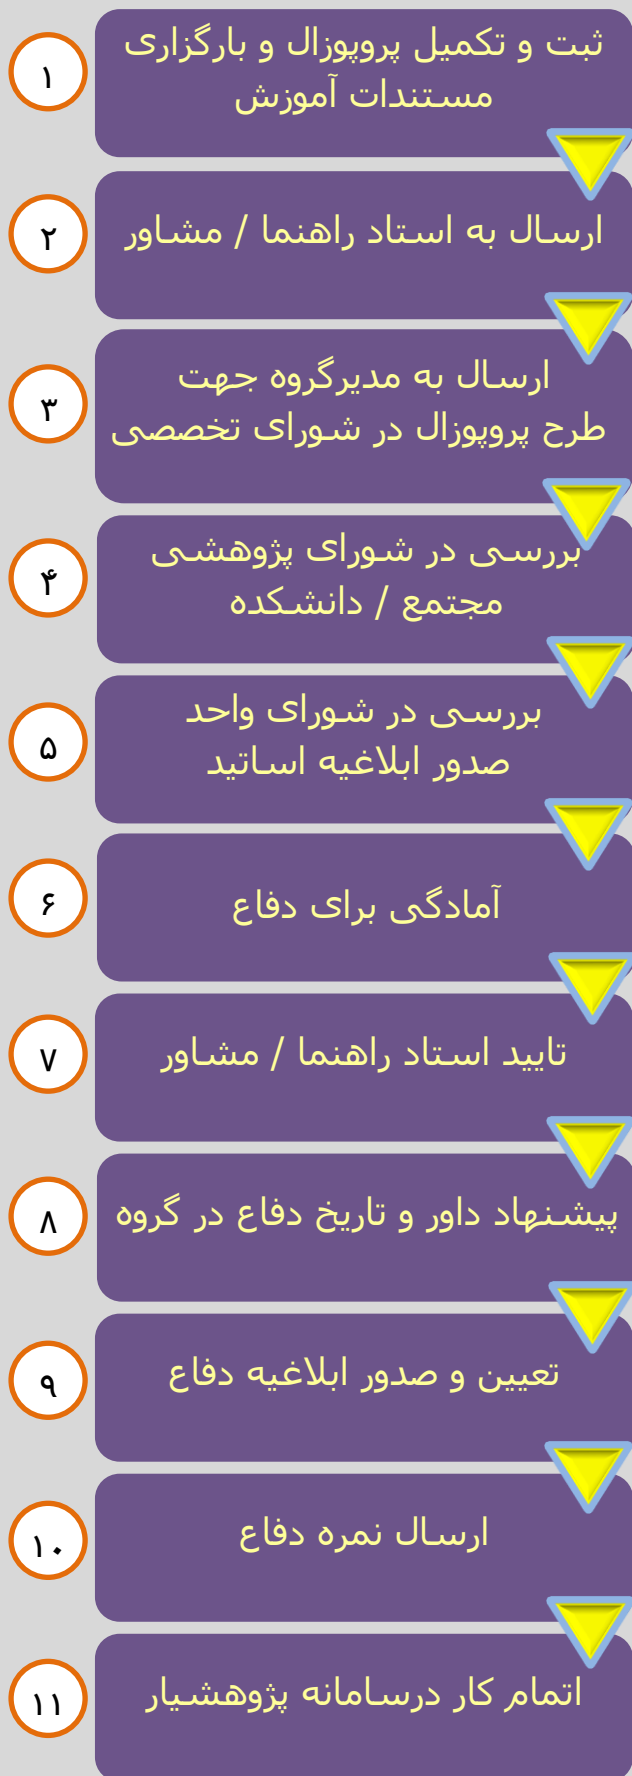 ۱
ثبت و تکمیل پروپوزال و بارگزاری
مستندات آموزش
۲
ارسال به استاد راهنما / مشاور
۳
ارسال به مدیرگروه جهت
طرح پروپوزال در شورای تخصصی
۴
بررسی در شورای پژوهشی
مجتمع / دانشکده
۵
بررسی در شورای واحد
صدور ابلاغیه اساتید
۶
آمادگی برای دفاع
۷
تایید استاد راهنما / مشاور
۸
پیشنهاد داور و تاریخ دفاع در گروه
۹
تعیین و صدور ابلاغیه دفاع
۱۰
ارسال نمره دفاع
۱۱
اتمام کار درسامانه پژوهشیار